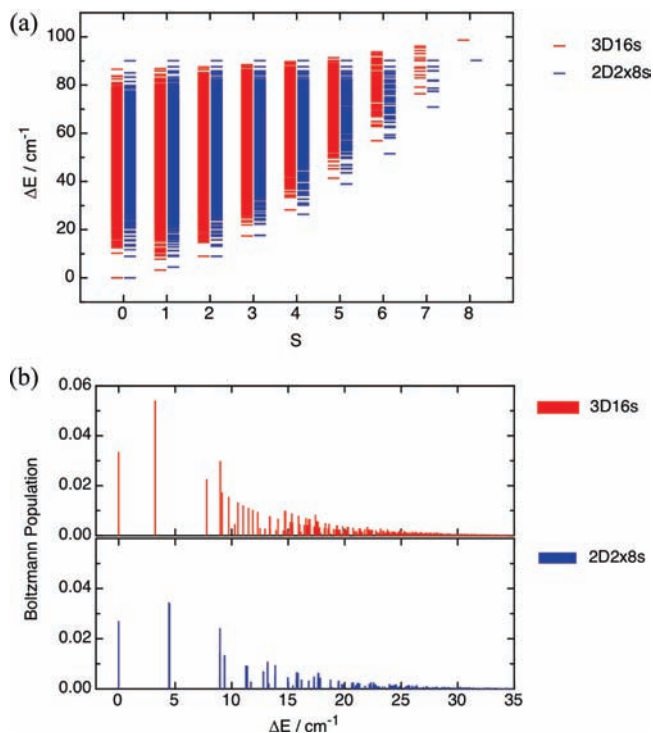 (a)
100
80
60
40
20
0
ΔE / cm⁻¹
0 1 2 3 4 5 6 7 8
S
3D16s
2D2x8s
(b)
0.06
0.04
0.02
0.00
0.04
0.02
0.00
Boltzmann Population
0 5 10 15 20 25 30 35
ΔE / cm⁻¹
3D16s
2D2x8s